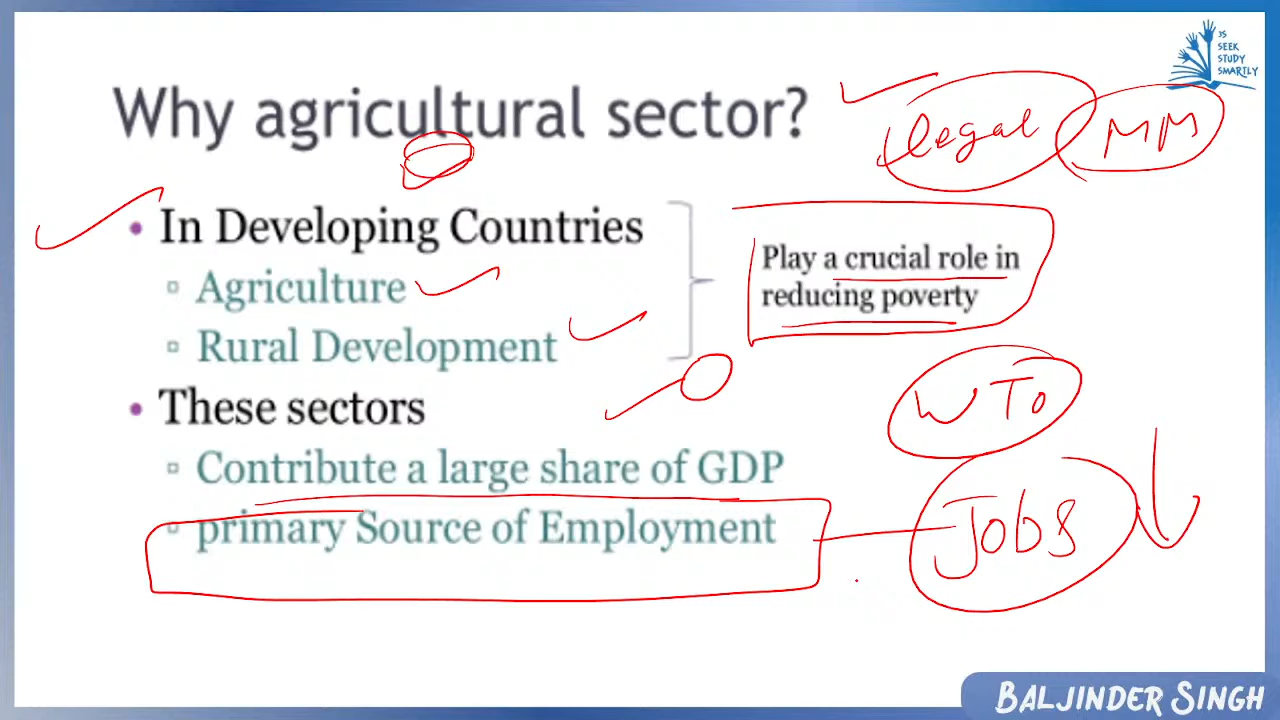 3S
SEEK
STUDY
SMARTLY
Why agricultural sector?
legal
MM
• In Developing Countries
▫ Agriculture
▫ Rural Development
Play a crucial role in
reducing poverty
WTO
• These sectors
▫ Contribute a large share of GDP
▫ primary Source of Employment
Jobs
BALJINDER SINGH